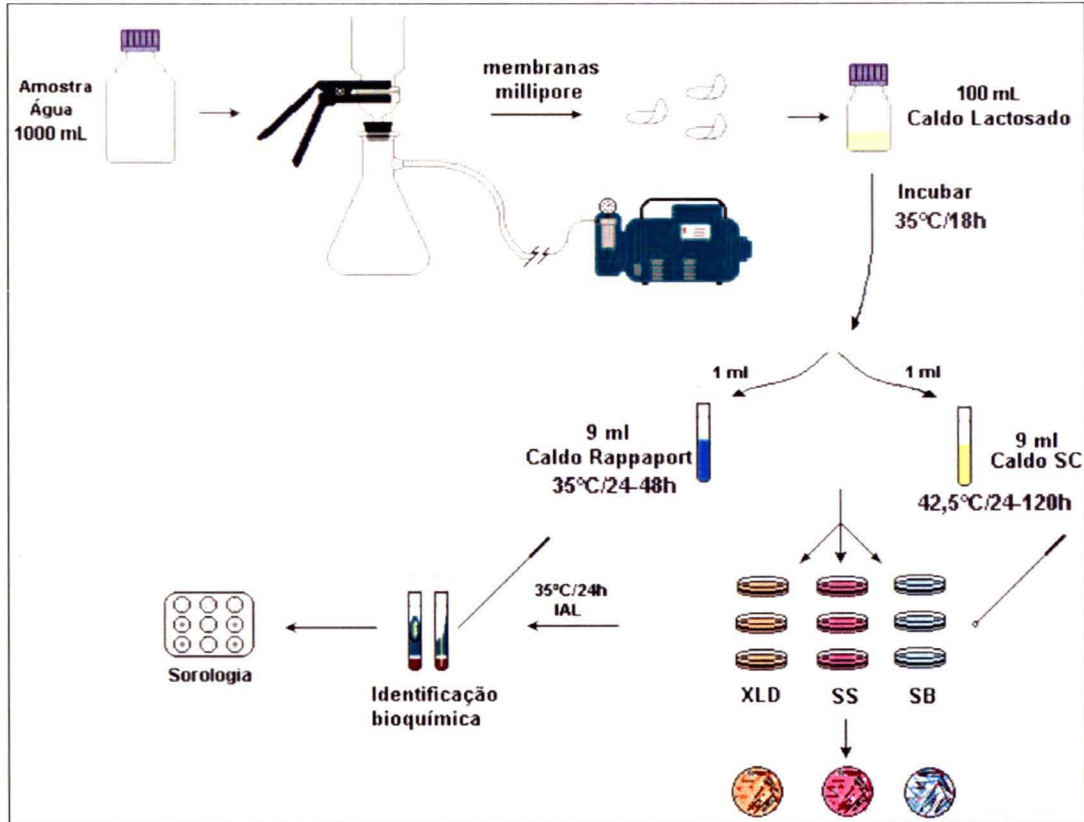 Amostra
Água
1000 mL
membranas
millipore
100 mL
Caldo Lactosado
Incubar
35°C/18h
1 ml
1 ml
9 ml
Caldo Rappaport
35°C/24-48h
9 ml
Caldo SC
42,5°C/24-120h
35°C/24h
IAL
Sorologia
Identificação
bioquímica
XLD
SS
SB